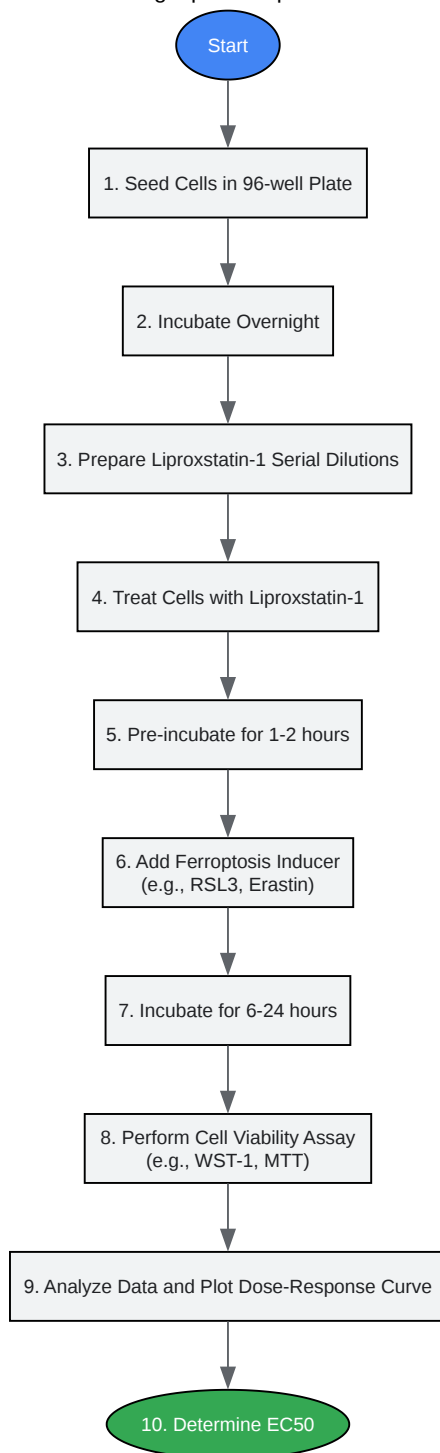 Start
1. Seed Cells in 96-well Plate
2. Incubate Overnight
3. Prepare Liproxstatin-1 Serial Dilutions
4. Treat Cells with Liproxstatin-1
5. Pre-incubate for 1-2 hours
6. Add Ferroptosis Inducer
(e.g., RSL3, Erastin)
7. Incubate for 6-24 hours
8. Perform Cell Viability Assay
(e.g., WST-1, MTT)
9. Analyze Data and Plot Dose-Response Curve
10. Determine EC50